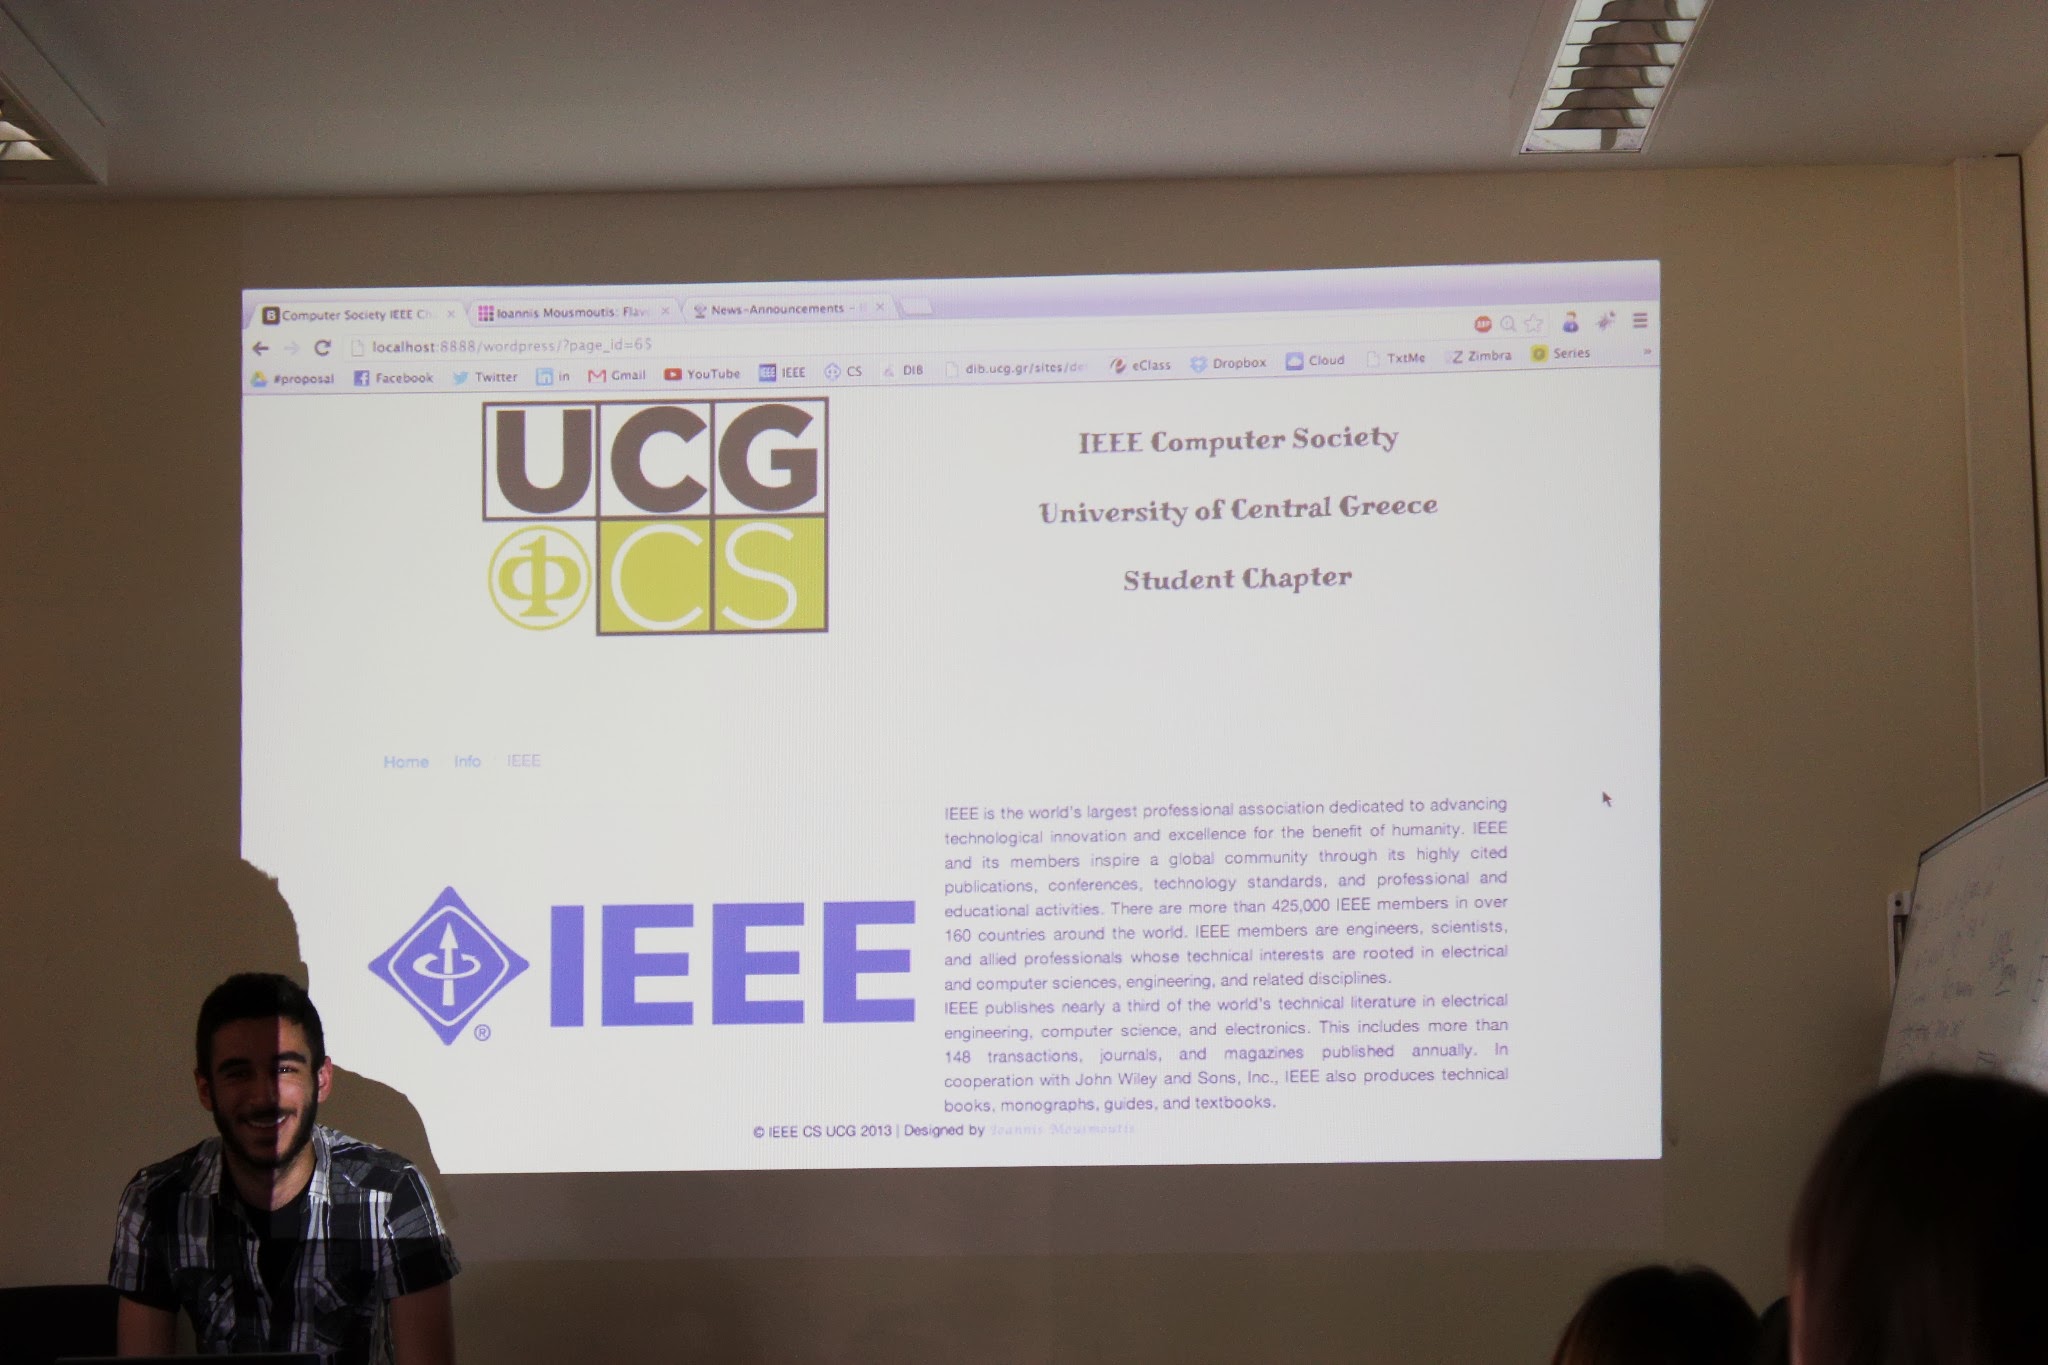 Computer Society IEEE Ch
Ioannis Mousmoutis: Flav
News-Announcements -
localhost:8888/wordpress/?page_id=65
ABP
#proposal Facebook Twitter in Gmail YouTube IEEE IEEE CS DIB dib.ucg.gr/sites/de eClass Dropbox Cloud TxtMe Zimbra Series »
UCG
CS
IEEE Computer Society
University of Central Greece
Student Chapter
Home Info IEEE
IEEE®
IEEE is the world's largest professional association dedicated to advancing
technological innovation and excellence for the benefit of humanity. IEEE
and its members inspire a global community through its highly cited
publications, conferences, technology standards, and professional and
educational activities. There are more than 425,000 IEEE members in over
160 countries around the world. IEEE members are engineers, scientists,
and allied professionals whose technical interests are rooted in electrical
and computer sciences, engineering, and related disciplines.
IEEE publishes nearly a third of the world's technical literature in electrical
engineering, computer science, and electronics. This includes more than
148 transactions, journals, and magazines published annually. In
cooperation with John Wiley and Sons, Inc., IEEE also produces technical
books, monographs, guides, and textbooks.
© IEEE CS UCG 2013 | Designed by Ioannis Mousmoutis